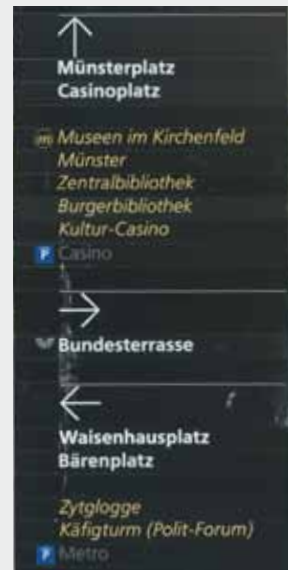 Münsterplatz
Casinoplatz
m Museen im Kirchenfeld
Münster
Zentralbibliothek
Burgerbibliothek
Kultur-Casino
P Casino
Bundesterrasse
Waisenhausplatz
Bärenplatz
Zytglogge
Käfigturm (Polit-Forum)
P Metro